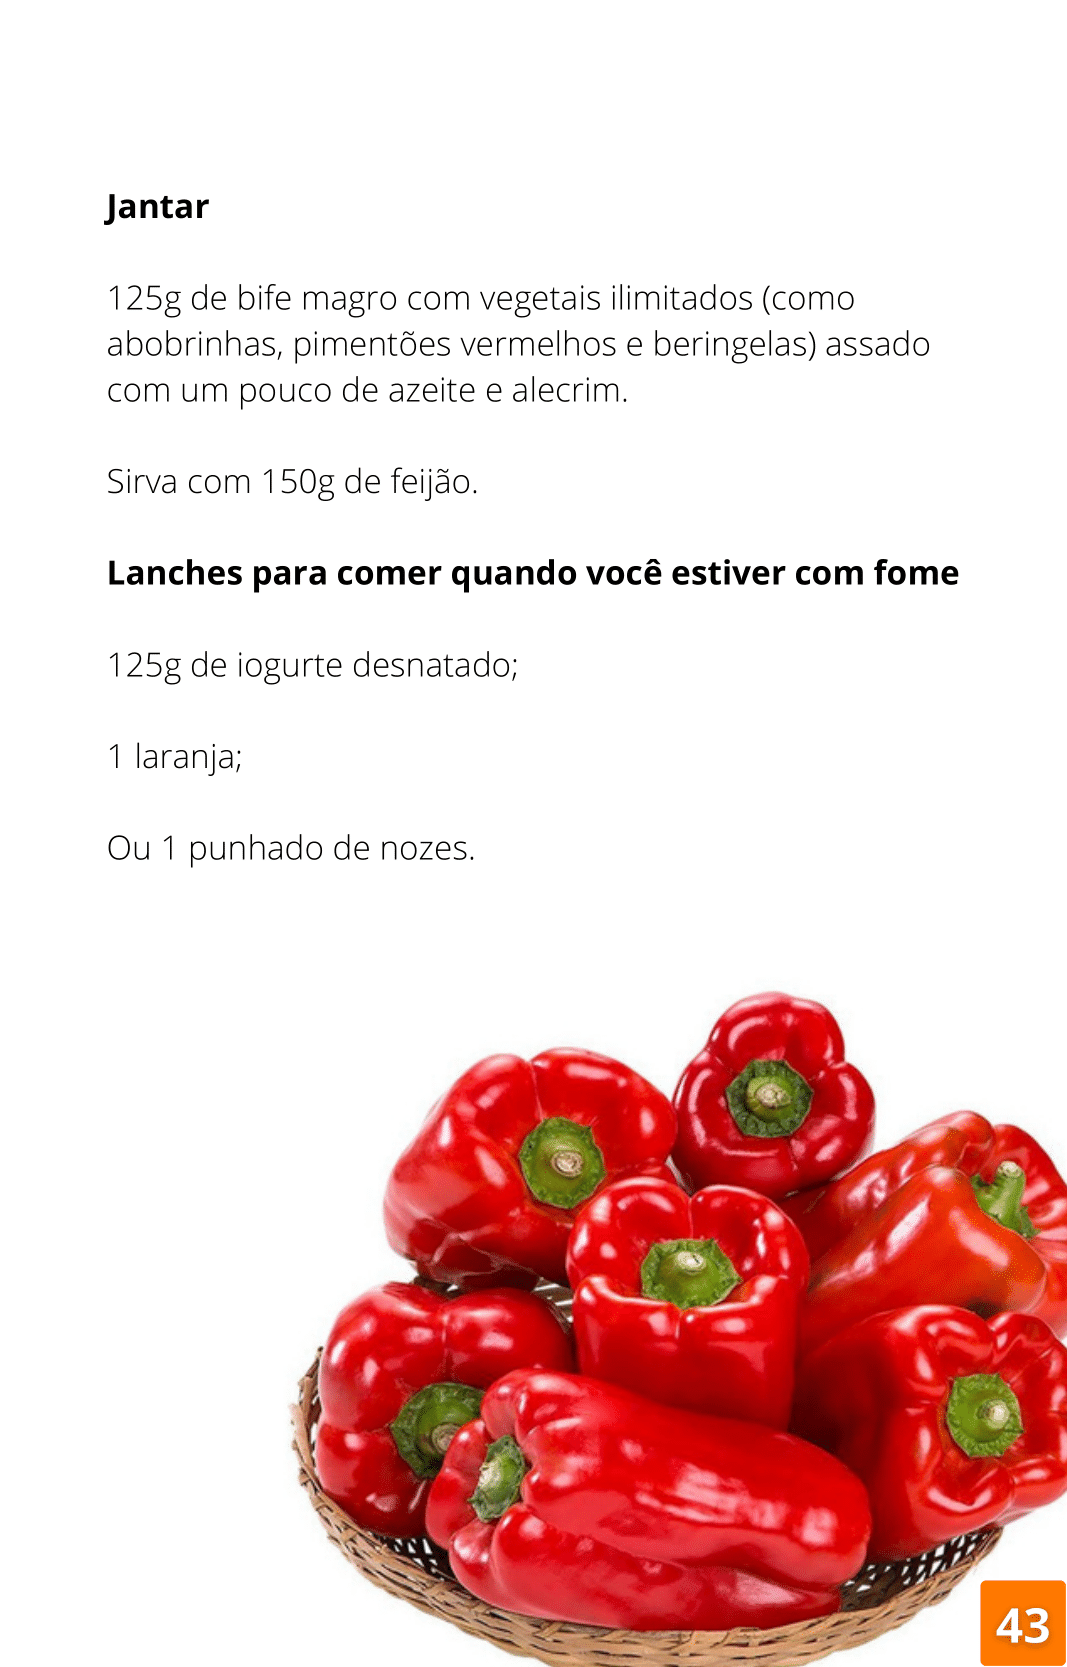 Jantar
125g de bife magro com vegetais ilimitados (como
abobrinhas, pimentões vermelhos e beringelas) assado
com um pouco de azeite e alecrim.
Sirva com 150g de feijão.
Lanches para comer quando você estiver com fome
125g de iogurte desnatado;
1 laranja;
Ou 1 punhado de nozes.
43